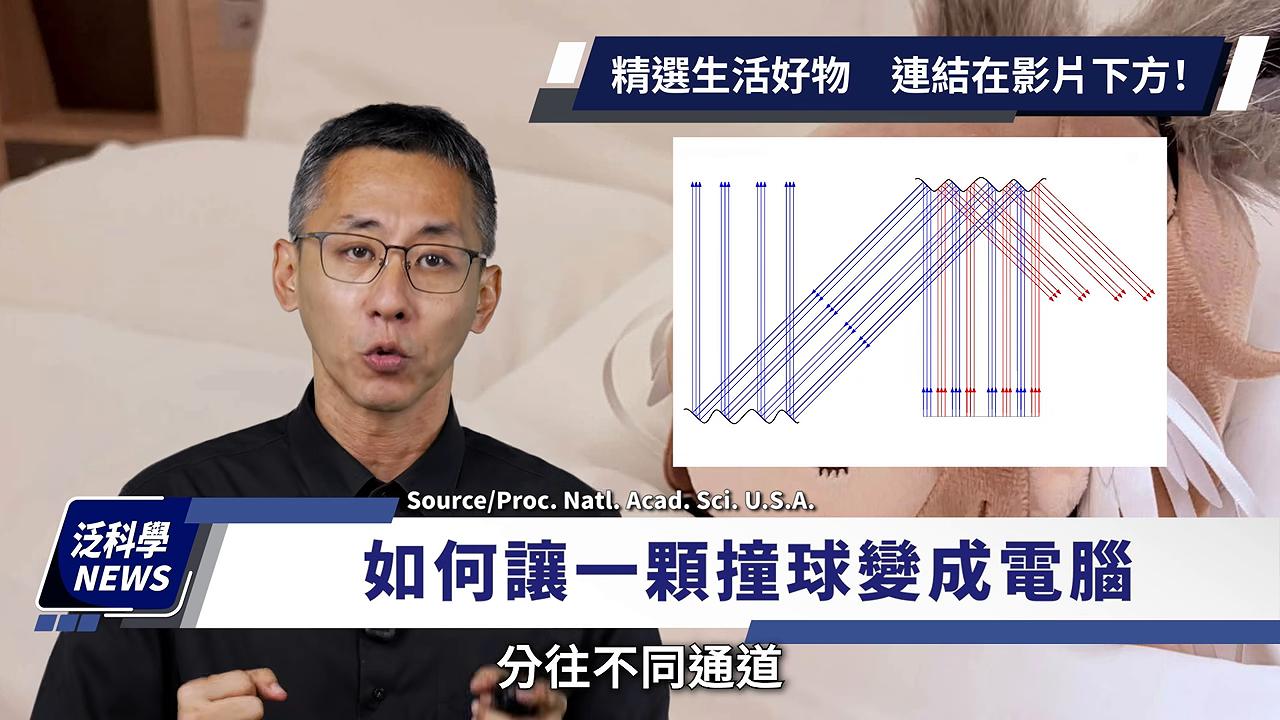 精選生活好物 連結在影片下方！
Source/Proc. Natl. Acad. Sci. U.S.A.
泛科學
NEWS
如何讓一顆撞球變成電腦
分往不同通道